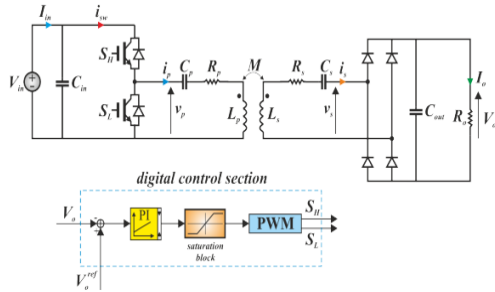 I_in i_sw
S_H i_p C_p R_p M R_s C_s i_s
V_in C_in I_o
S_L v_p L_p L_s v_s C_out R_o V_o
digital control section
V_o PI PWM S_H
S_L
saturation
block
V_o^ref